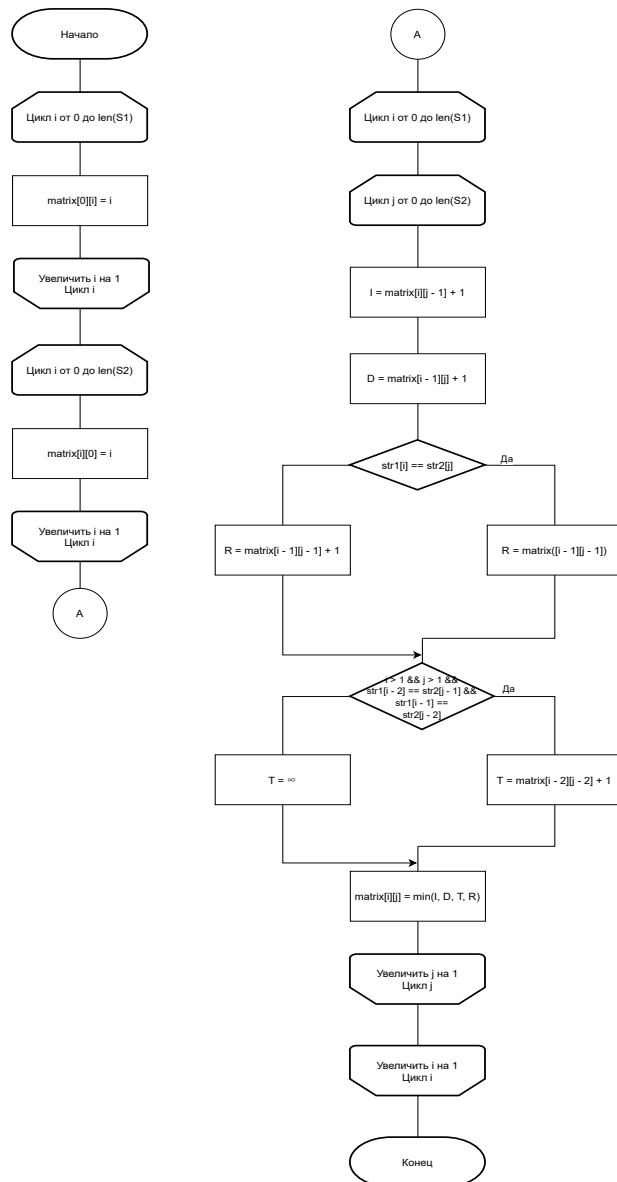 Начало
Цикл i от 0 до len(S1)
matrix[0][i] = i
Увеличить i на 1
Цикл i
Цикл i от 0 до len(S2)
matrix[i][0] = i
Увеличить i на 1
Цикл i
A
A
Цикл i от 0 до len(S1)
Цикл j от 0 до len(S2)
I = matrix[i][j - 1] + 1
D = matrix[i - 1][j] + 1
str1[i] == str2[j]
Да
R = matrix[i - 1][j - 1] + 1
R = matrix([i - 1][j - 1])
i > 1 && j > 1 &&
str1[i - 2] == str2[j - 1] &&
str1[i - 1] ==
str2[j - 2]
Да
T = ∞
T = matrix[i - 2][j - 2] + 1
matrix[i][j] = min(I, D, T, R)
Увеличить j на 1
Цикл j
Увеличить i на 1
Цикл i
Конец